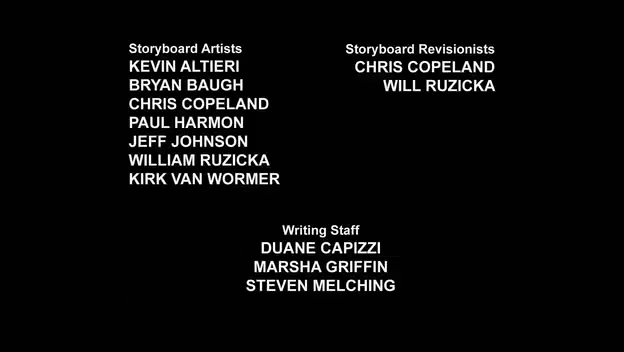 Storyboard Artists
KEVIN ALTIERI
BRYAN BAUGH
CHRIS COPELAND
PAUL HARMON
JEFF JOHNSON
WILLIAM RUZICKA
KIRK VAN WORMER
Storyboard Revisionists
CHRIS COPELAND
WILL RUZICKA
Writing Staff
DUANE CAPIZZI
MARSHA GRIFFIN
STEVEN MELCHING